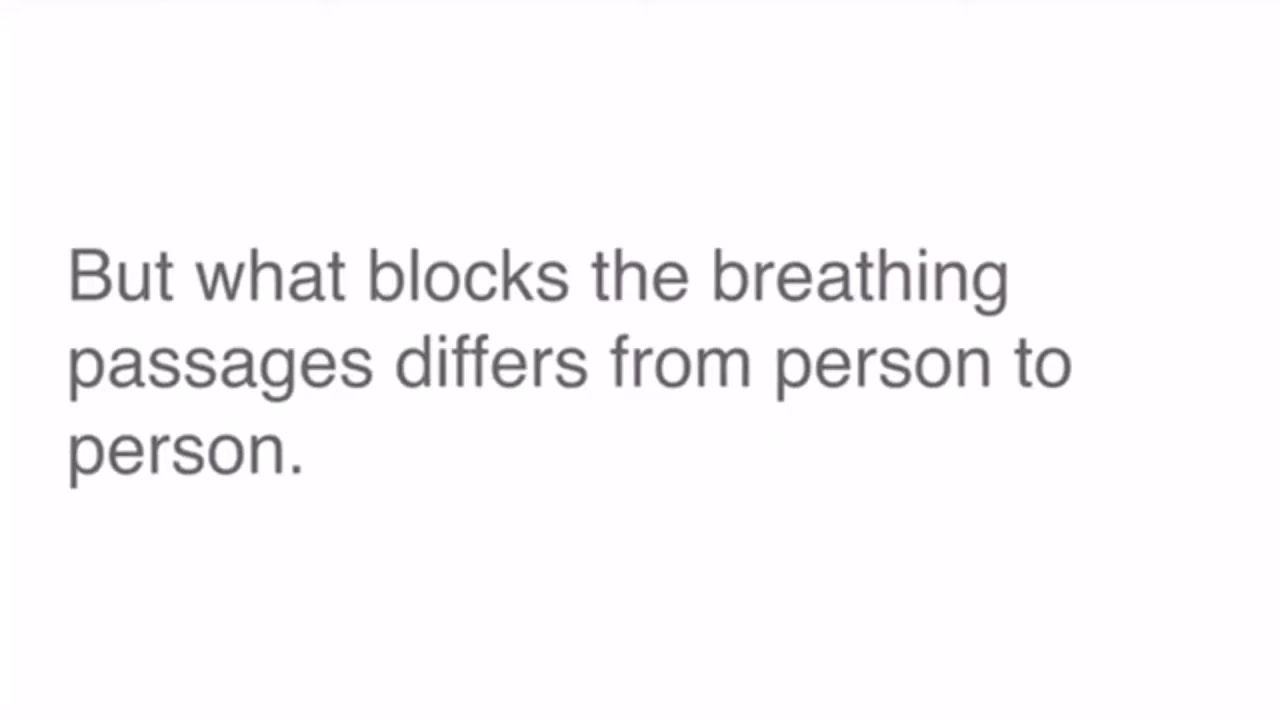 But what blocks the breathing
passages differs from person to
person.